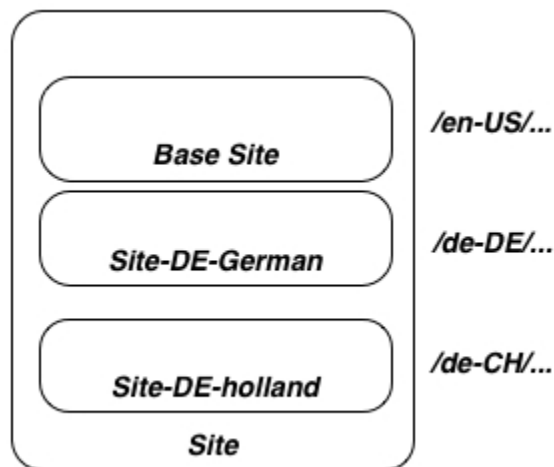 Base Site
/en-US/...
Site-DE-German
/de-DE/...
Site-DE-holland
/de-CH/...
Site